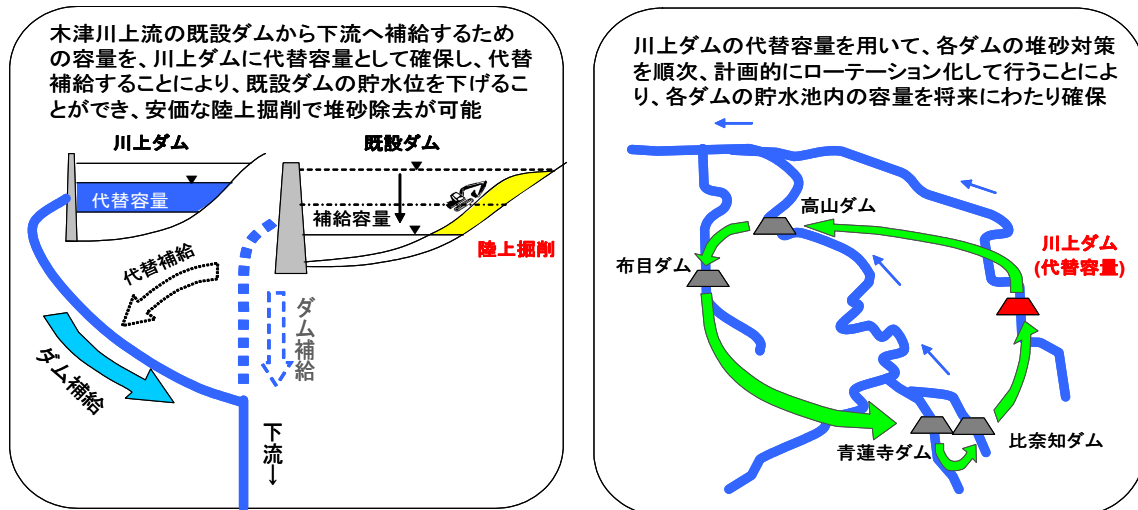 木津川上流の既設ダムから下流へ補給するため
の容量を、川上ダムに代替容量として確保し、代替
補給することにより、既設ダムの貯水位を下げるこ
とができ、安価な陸上掘削で堆砂除去が可能
川上ダム
既設ダム
代替容量
補給容量
陸上掘削
代替補給
ダム補給
ダム補給
下流→
川上ダムの代替容量を用いて、各ダムの堆砂対策
を順次、計画的にローテーション化して行うことによ
り、各ダムの貯水池内の容量を将来にわたり確保
高山ダム
布目ダム
川上ダム
(代替容量)
青蓮寺ダム
比奈知ダム